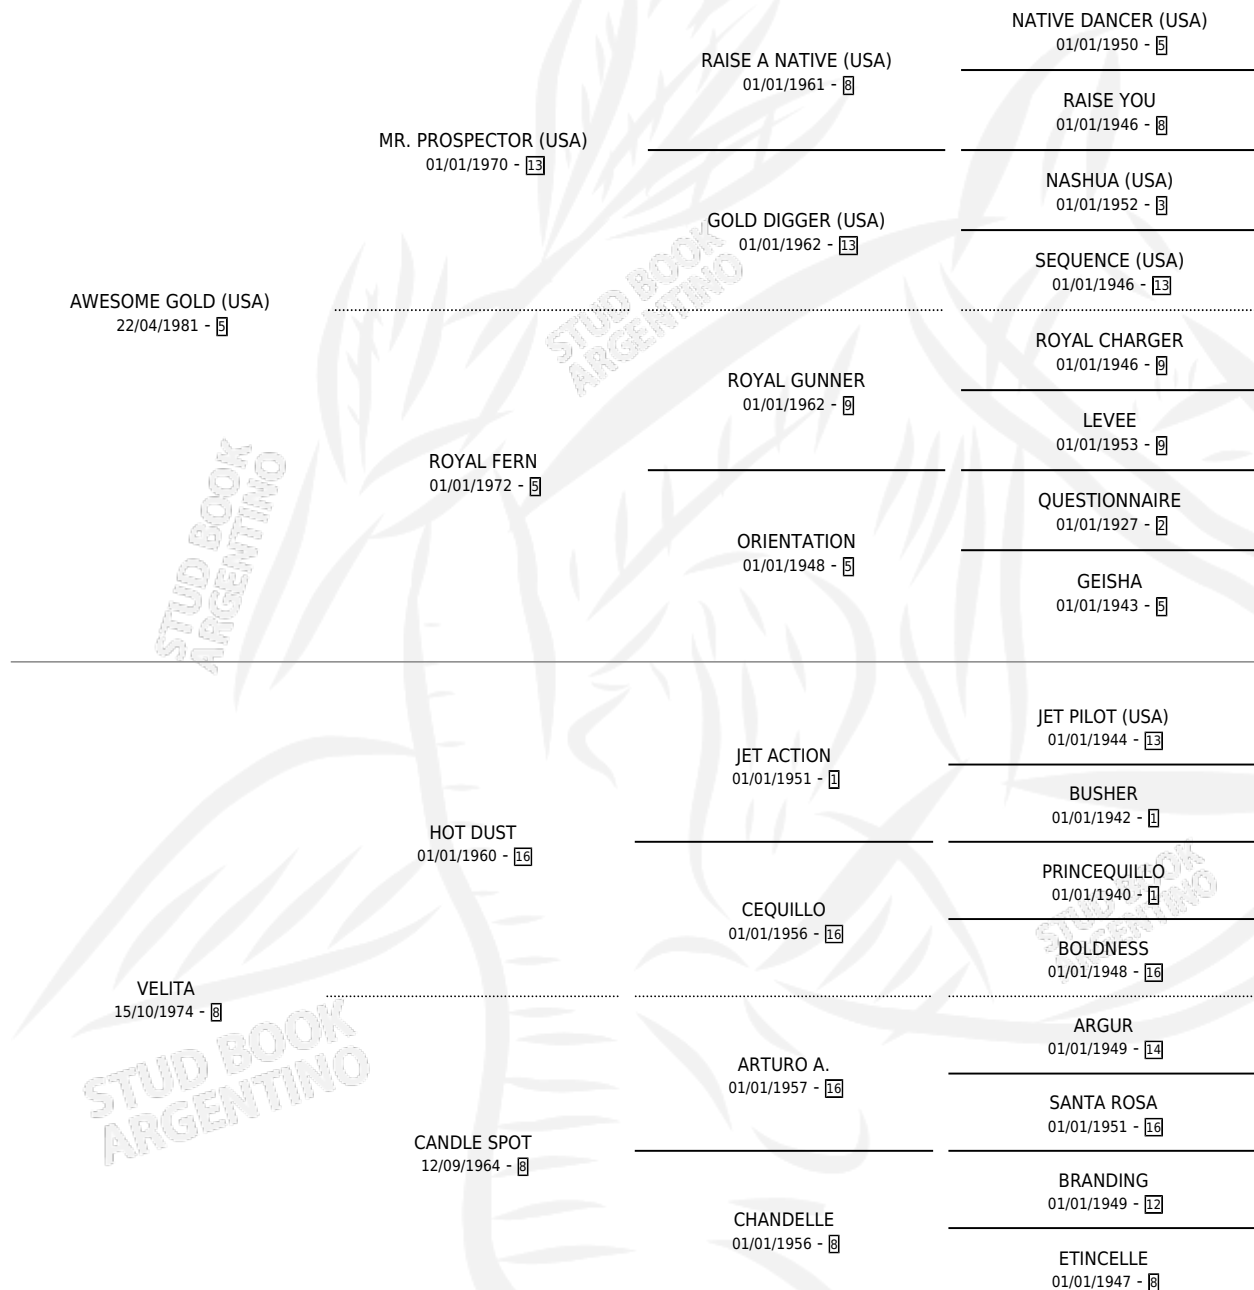 NATIVE DANCER (USA)
01/01/1950 - 5
RAISE A NATIVE (USA)
01/01/1961 - 8
RAISE YOU
01/01/1946 - 8
MR. PROSPECTOR (USA)
01/01/1970 - 13
NASHUA (USA)
01/01/1952 - 3
GOLD DIGGER (USA)
01/01/1962 - 13
SEQUENCE (USA)
01/01/1946 - 13
AWESOME GOLD (USA)
22/04/1981 - 5
STUD BOOK
ARGENTINO
ROYAL CHARGER
01/01/1946 - 9
ROYAL GUNNER
01/01/1962 - 9
LEVEE
01/01/1953 - 9
ROYAL FERN
01/01/1972 - 5
QUESTIONNAIRE
01/01/1927 - 2
ORIENTATION
01/01/1948 - 5
GEISHA
01/01/1943 - 5
STUD BOOK
ARGENTINO
JET PILOT (USA)
01/01/1944 - 13
JET ACTION
01/01/1951 - 1
BUSHER
01/01/1942 - 1
HOT DUST
01/01/1960 - 16
PRINCEQUILLO
01/01/1940 - 1
CEQUILLO
01/01/1956 - 16
STUD BOOK
ARGENTINO
BOLDNESS
01/01/1948 - 16
VELITA
15/10/1974 - 8
STUD BOOK
ARGENTINO
ARGUR
01/01/1949 - 14
ARTURO A.
01/01/1957 - 16
SANTA ROSA
01/01/1951 - 16
CANDLE SPOT
12/09/1964 - 8
BRANDING
01/01/1949 - 12
CHANDELLE
01/01/1956 - 8
ETINCELLE
01/01/1947 - 8